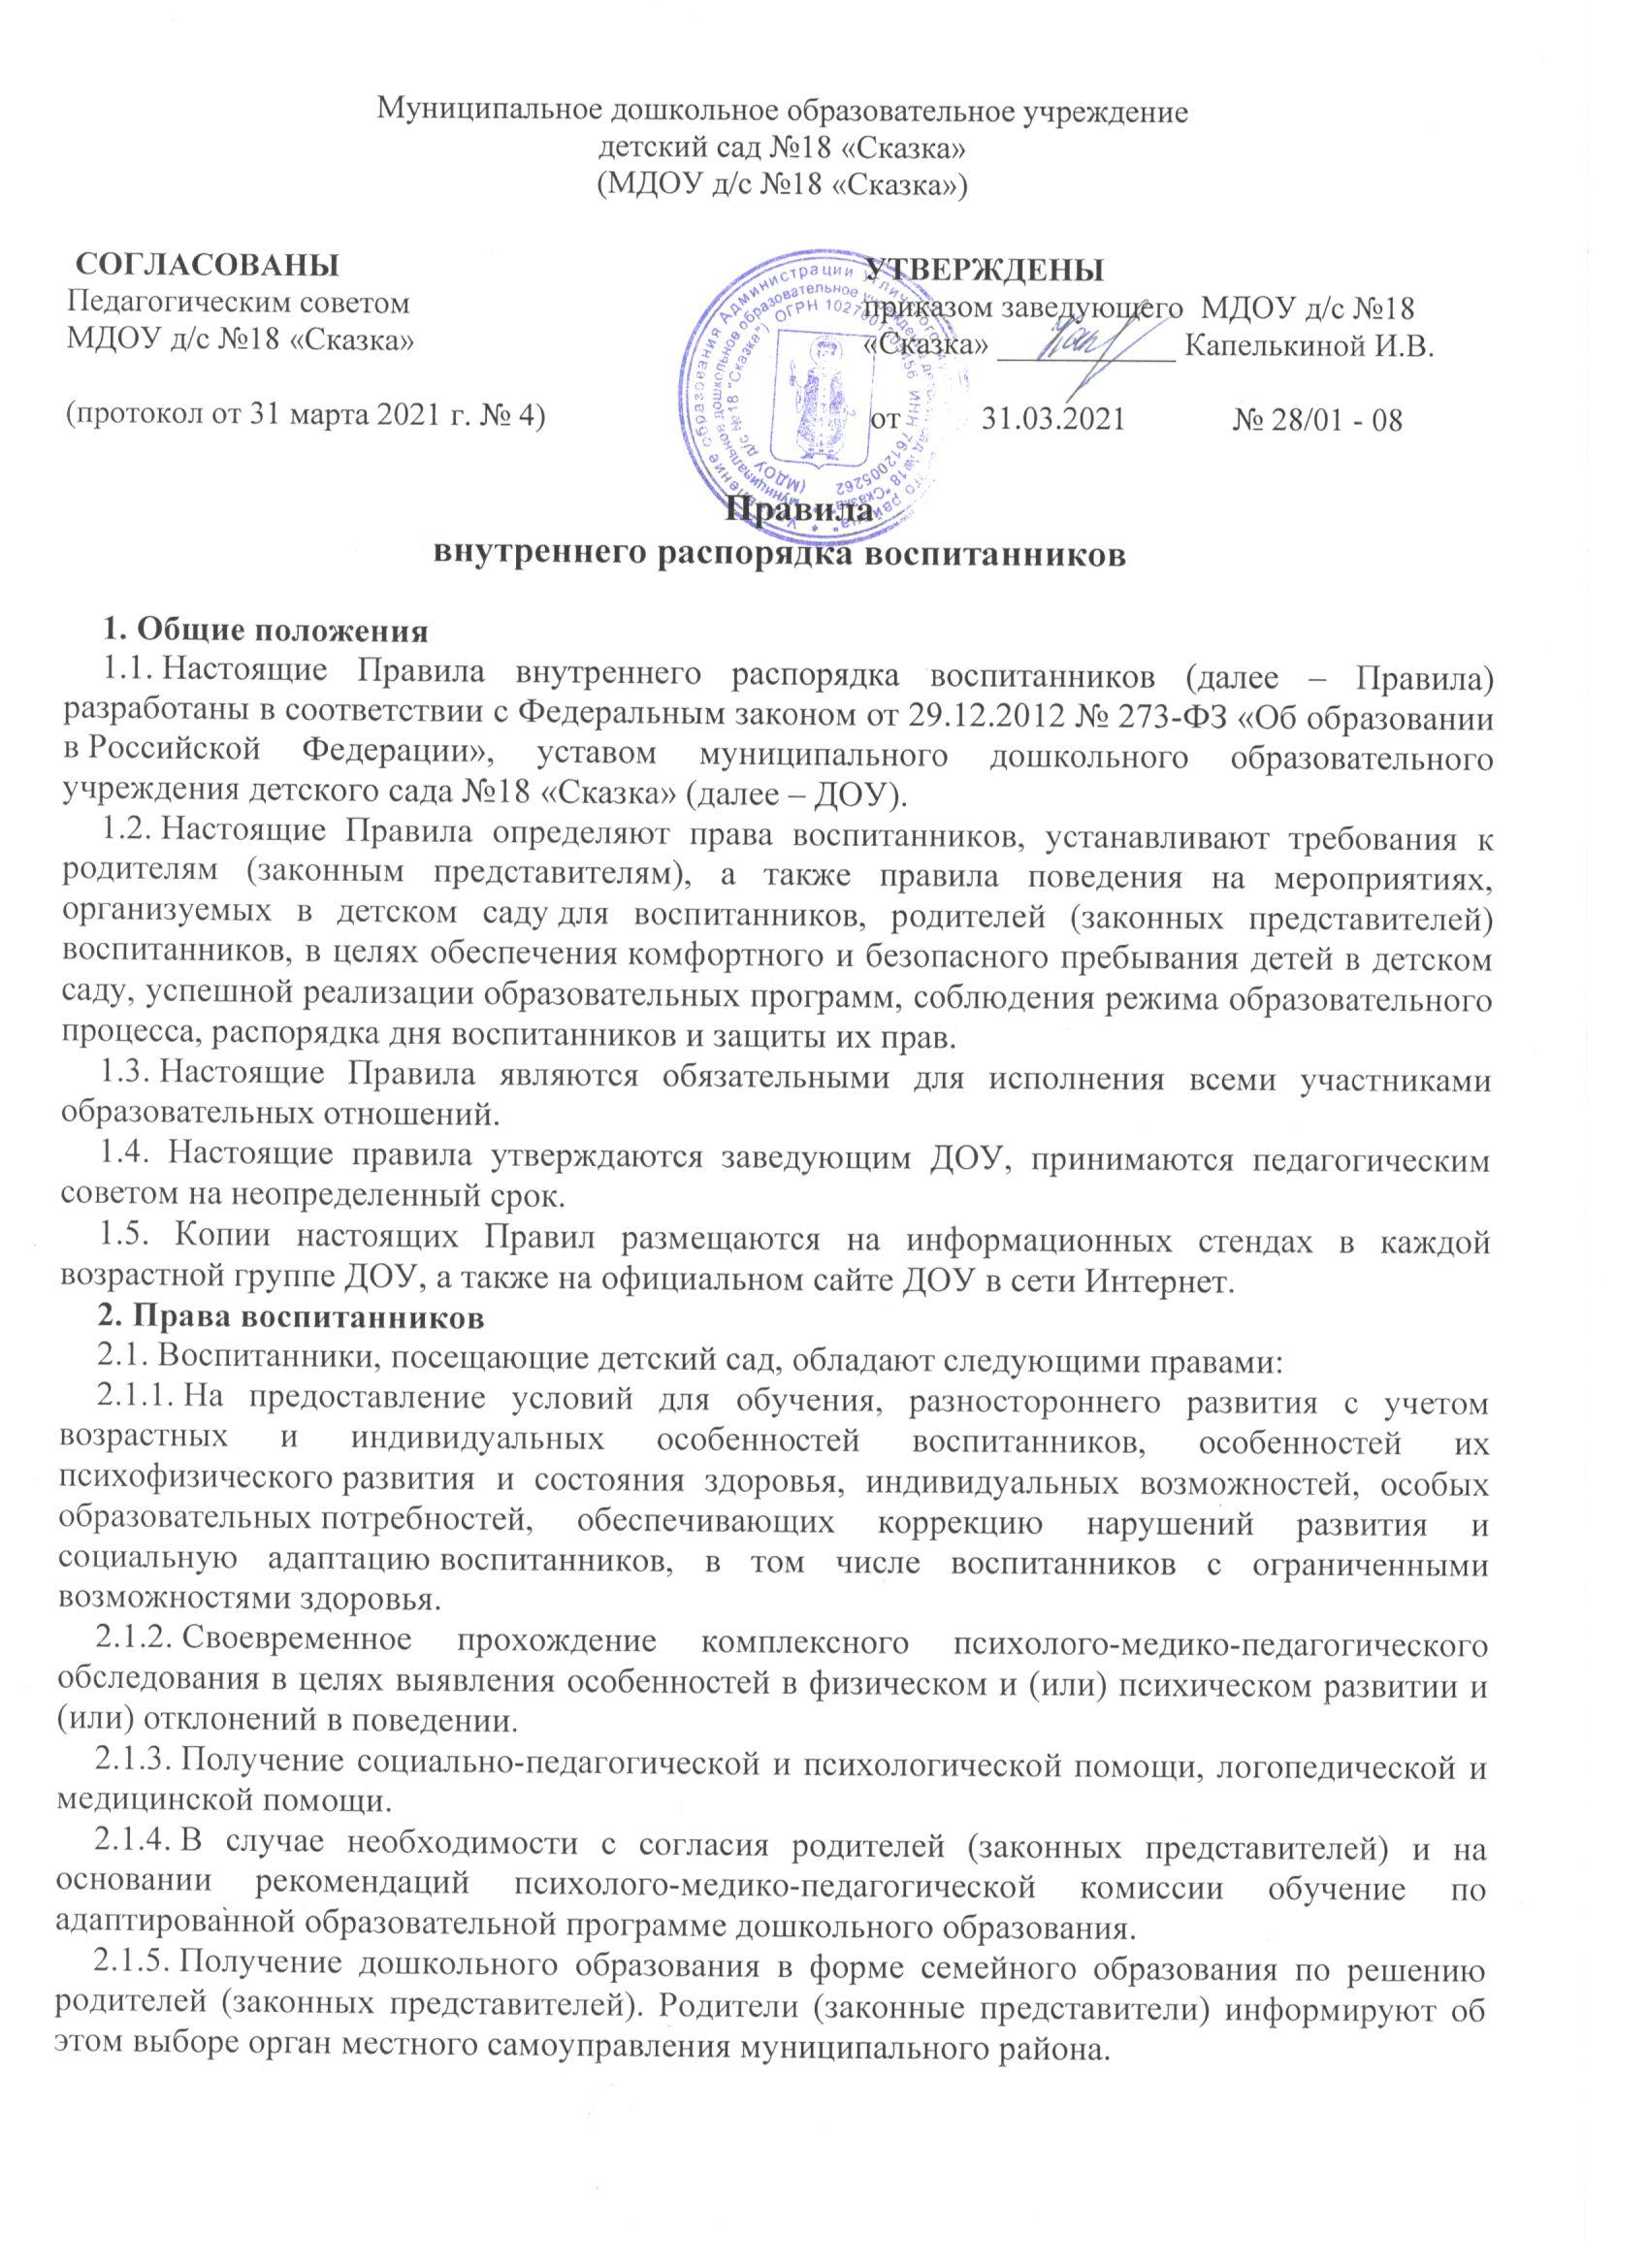 Муниципальное дошкольное образовательное учреждение
детский сад №18 «Сказка»
(МДОУ д/с №18 «Сказка»)
СОГЛАСОВАНЫ
Педагогическим советом
МДОУ д/с №18 «Сказка»
(протокол от 31 марта 2021 г. № 4)
УТВЕРЖДЕНЫ
приказом заведующего МДОУ д/с №18
«Сказка» ___________ Капелькиной И.В.
от 31.03.2021 № 28/01 - 08
образования Администрации
муниципальное дошкольное образовательное учреждение
(МДОУ д/с №18 "Сказка") ОГРН
ИНН 7612005262
Правила
внутреннего распорядка воспитанников
1. Общие положения
1.1. Настоящие Правила внутреннего распорядка воспитанников (далее – Правила)
разработаны в соответствии с Федеральным законом от 29.12.2012 № 273-ФЗ «Об образовании
в Российской Федерации», уставом муниципального дошкольного образовательного
учреждения детского сада №18 «Сказка» (далее – ДОУ).
1.2. Настоящие Правила определяют права воспитанников, устанавливают требования к
родителям (законным представителям), а также правила поведения на мероприятиях,
организуемых в детском саду для воспитанников, родителей (законных представителей)
воспитанников, в целях обеспечения комфортного и безопасного пребывания детей в детском
саду, успешной реализации образовательных программ, соблюдения режима образовательного
процесса, распорядка дня воспитанников и защиты их прав.
1.3. Настоящие Правила являются обязательными для исполнения всеми участниками
образовательных отношений.
1.4. Настоящие правила утверждаются заведующим ДОУ, принимаются педагогическим
советом на неопределенный срок.
1.5. Копии настоящих Правил размещаются на информационных стендах в каждой
возрастной группе ДОУ, а также на официальном сайте ДОУ в сети Интернет.
2. Права воспитанников
2.1. Воспитанники, посещающие детский сад, обладают следующими правами:
2.1.1. На предоставление условий для обучения, разностороннего развития с учетом
возрастных и индивидуальных особенностей воспитанников, особенностей их
психофизического развития и состояния здоровья, индивидуальных возможностей, особых
образовательных потребностей, обеспечивающих коррекцию нарушений развития и
социальную адаптацию воспитанников, в том числе воспитанников с ограниченными
возможностями здоровья.
2.1.2. Своевременное прохождение комплексного психолого-медико-педагогического
обследования в целях выявления особенностей в физическом и (или) психическом развитии и
(или) отклонений в поведении.
2.1.3. Получение социально-педагогической и психологической помощи, логопедической и
медицинской помощи.
2.1.4. В случае необходимости с согласия родителей (законных представителей) и на
основании рекомендаций психолого-медико-педагогической комиссии обучение по
адаптированной образовательной программе дошкольного образования.
2.1.5. Получение дошкольного образования в форме семейного образования по решению
родителей (законных представителей). Родители (законные представители) информируют об
этом выборе орган местного самоуправления муниципального района.